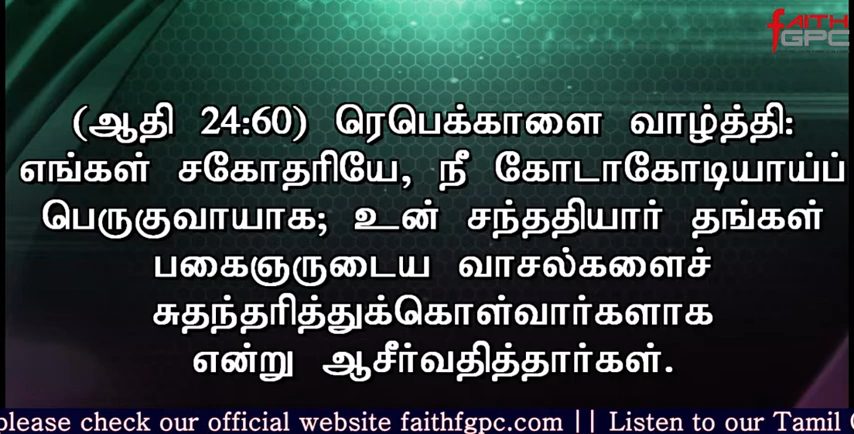 fAITH
fGPC
(ஆதி 24:60) ரெபெக்காளை வாழ்த்தி:
எங்கள் சகோதரியே, நீ கோடாகோடியாய்ப்
பெருகுவாயாக; உன் சந்ததியார் தங்கள்
பகைஞருடைய வாசல்களைச்
சுதந்தரித்துக்கொள்வார்களாக
என்று ஆசீர்வதித்தார்கள்.
please check our official website faithfgpc.com || Listen to our Tamil